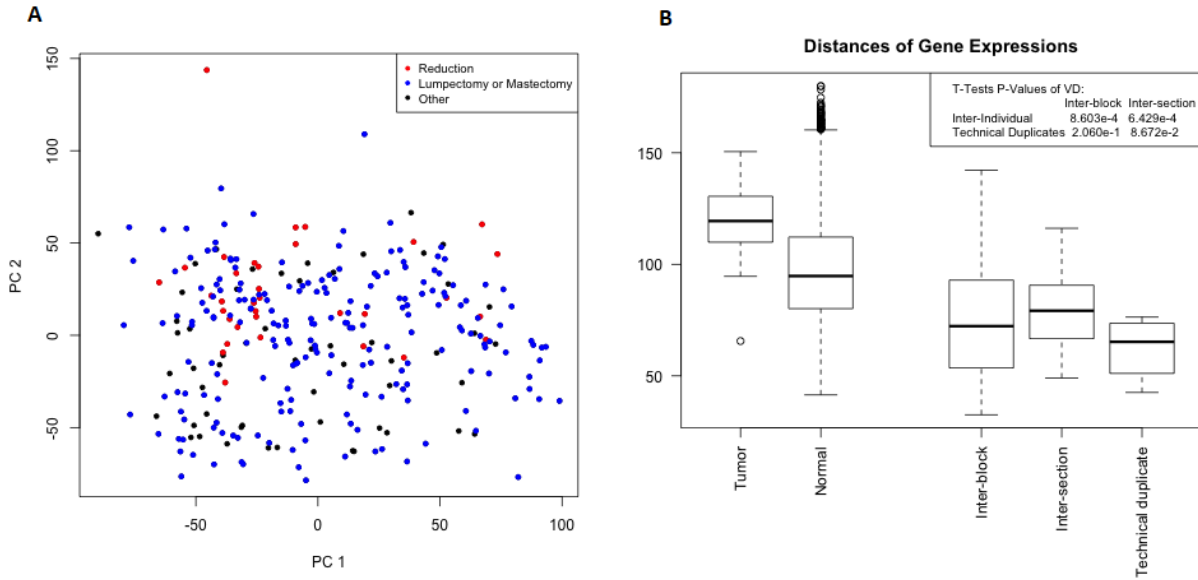 A
150
100
50
0
-50
PC 2
-50
0
50
100
PC 1
Reduction
Lumpectomy or Mastectomy
Other
B
Distances of Gene Expressions
T-Tests P-Values of VD:
Inter-block Inter-section
Inter-Individual 8.603e-4 6.429e-4
Technical Duplicates 2.060e-1 8.672e-2
150
100
50
Tumor
Normal
Inter-block
Inter-section
Technical duplicate